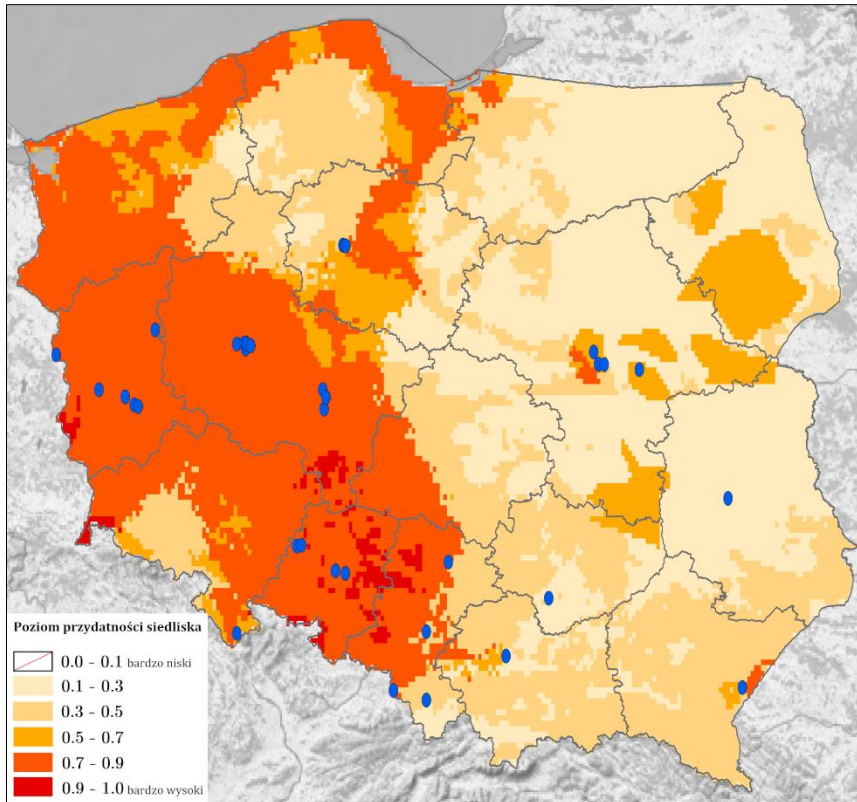 Poziom przydatności siedliska
0.0 – 0.1 bardzo niski
0.1 – 0.3
0.3 – 0.5
0.5 – 0.7
0.7 – 0.9
0.9 – 1.0 bardzo wysoki